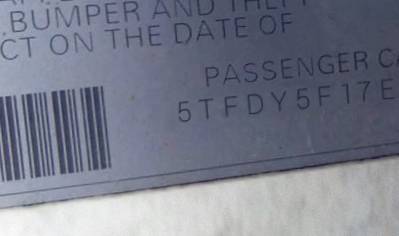 BUMPER AND THEFT
CT ON THE DATE OF
PASSENGER
5TFDY5F17E